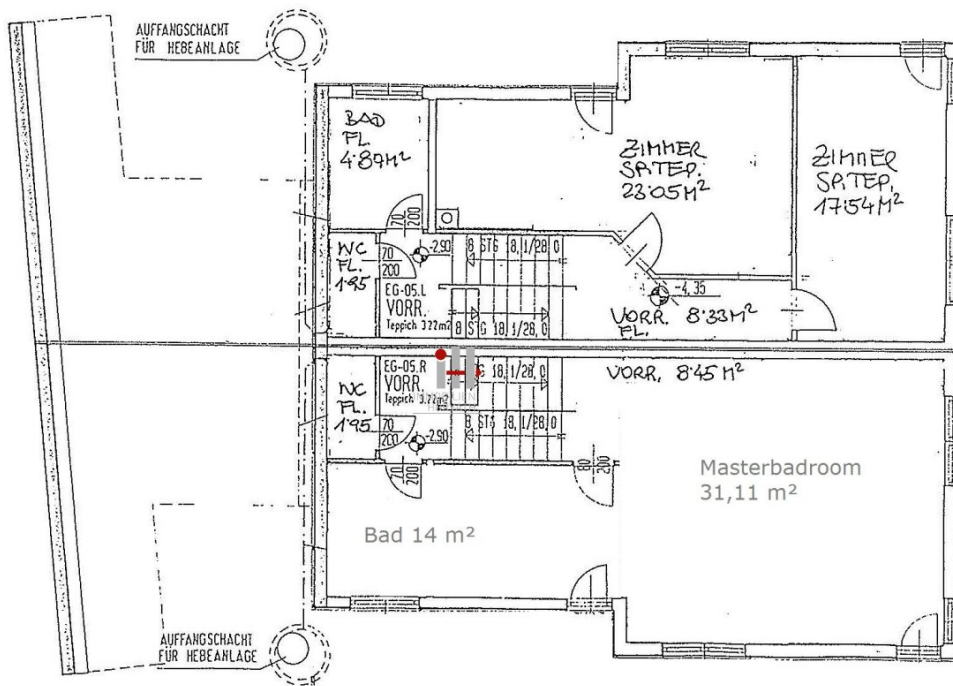 AUFFANGSCHACHT
FÜR HEBEANLAGE
BAD
FL
4.87M²
ZIMMER
SP.TEP.
23.05M²
ZIMMER
SP.TEP.
17.54M²
70
200
WC
FL.
1.95
70
200
-2,90
8 STG 18,1/28,0
EG-05.L
VORR.
Teppich 3.22m²
8 STG 18,1/28,0
-4,35
VORR. 8.33M²
FL.
EG-05.R
VORR.
Teppich 3.22m²
18,1/28,0
VORR. 8.45 M²
WC
FL.
1.95
70
200
-2.90
8 STG 18,1/28,0
70
200
80
200
Masterbadroom
31,11 m²
Bad 14 m²
AUFFANGSCHACHT
FÜR HEBEANLAGE